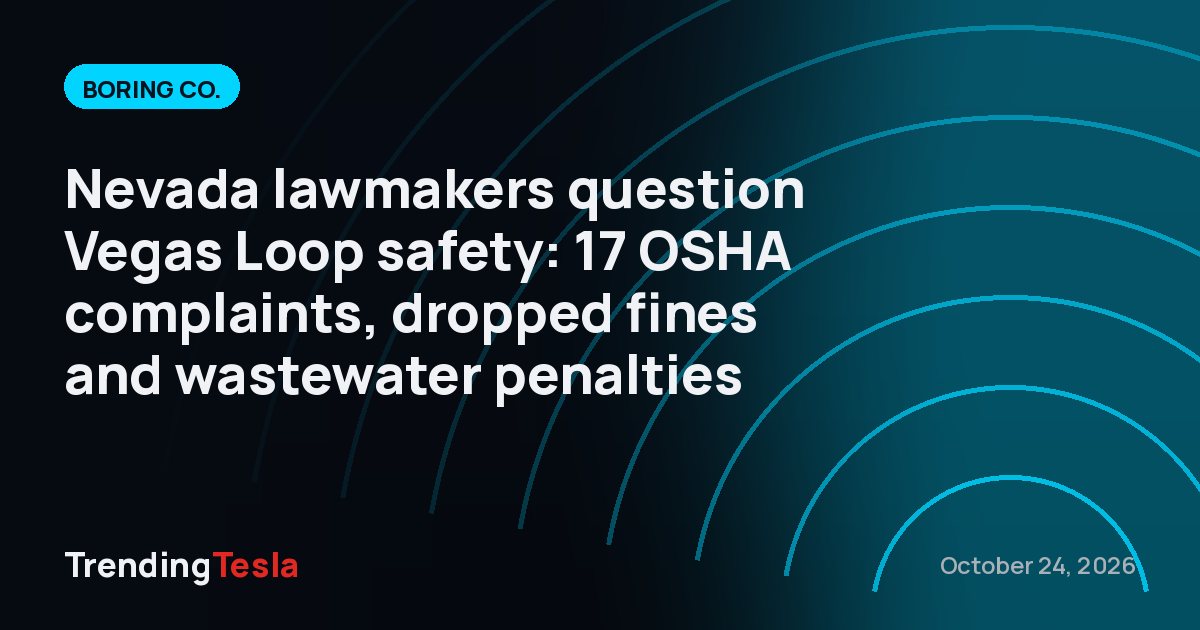 BORING CO.
Nevada lawmakers question
Vegas Loop safety: 17 OSHA
complaints, dropped fines
and wastewater penalties
TrendingTesla
October 24, 2026